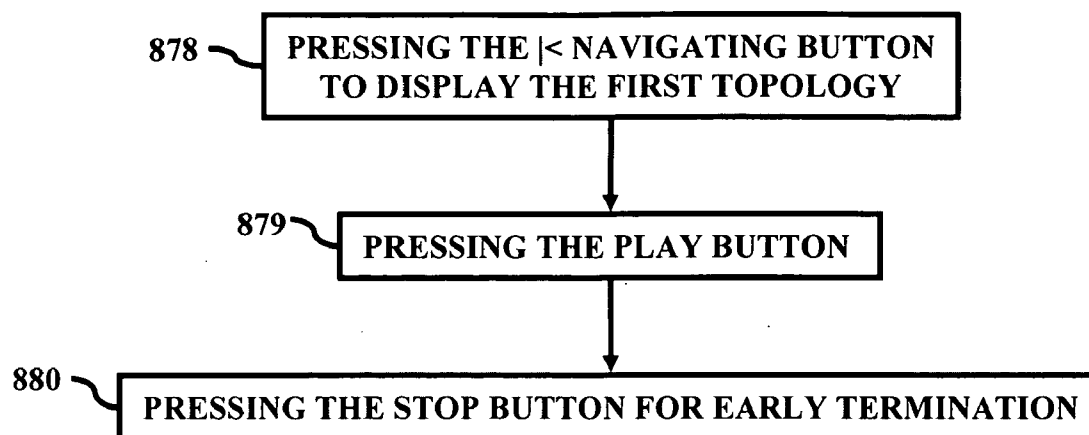 878
PRESSING THE |< NAVIGATING BUTTON
TO DISPLAY THE FIRST TOPOLOGY
879
PRESSING THE PLAY BUTTON
880
PRESSING THE STOP BUTTON FOR EARLY TERMINATION